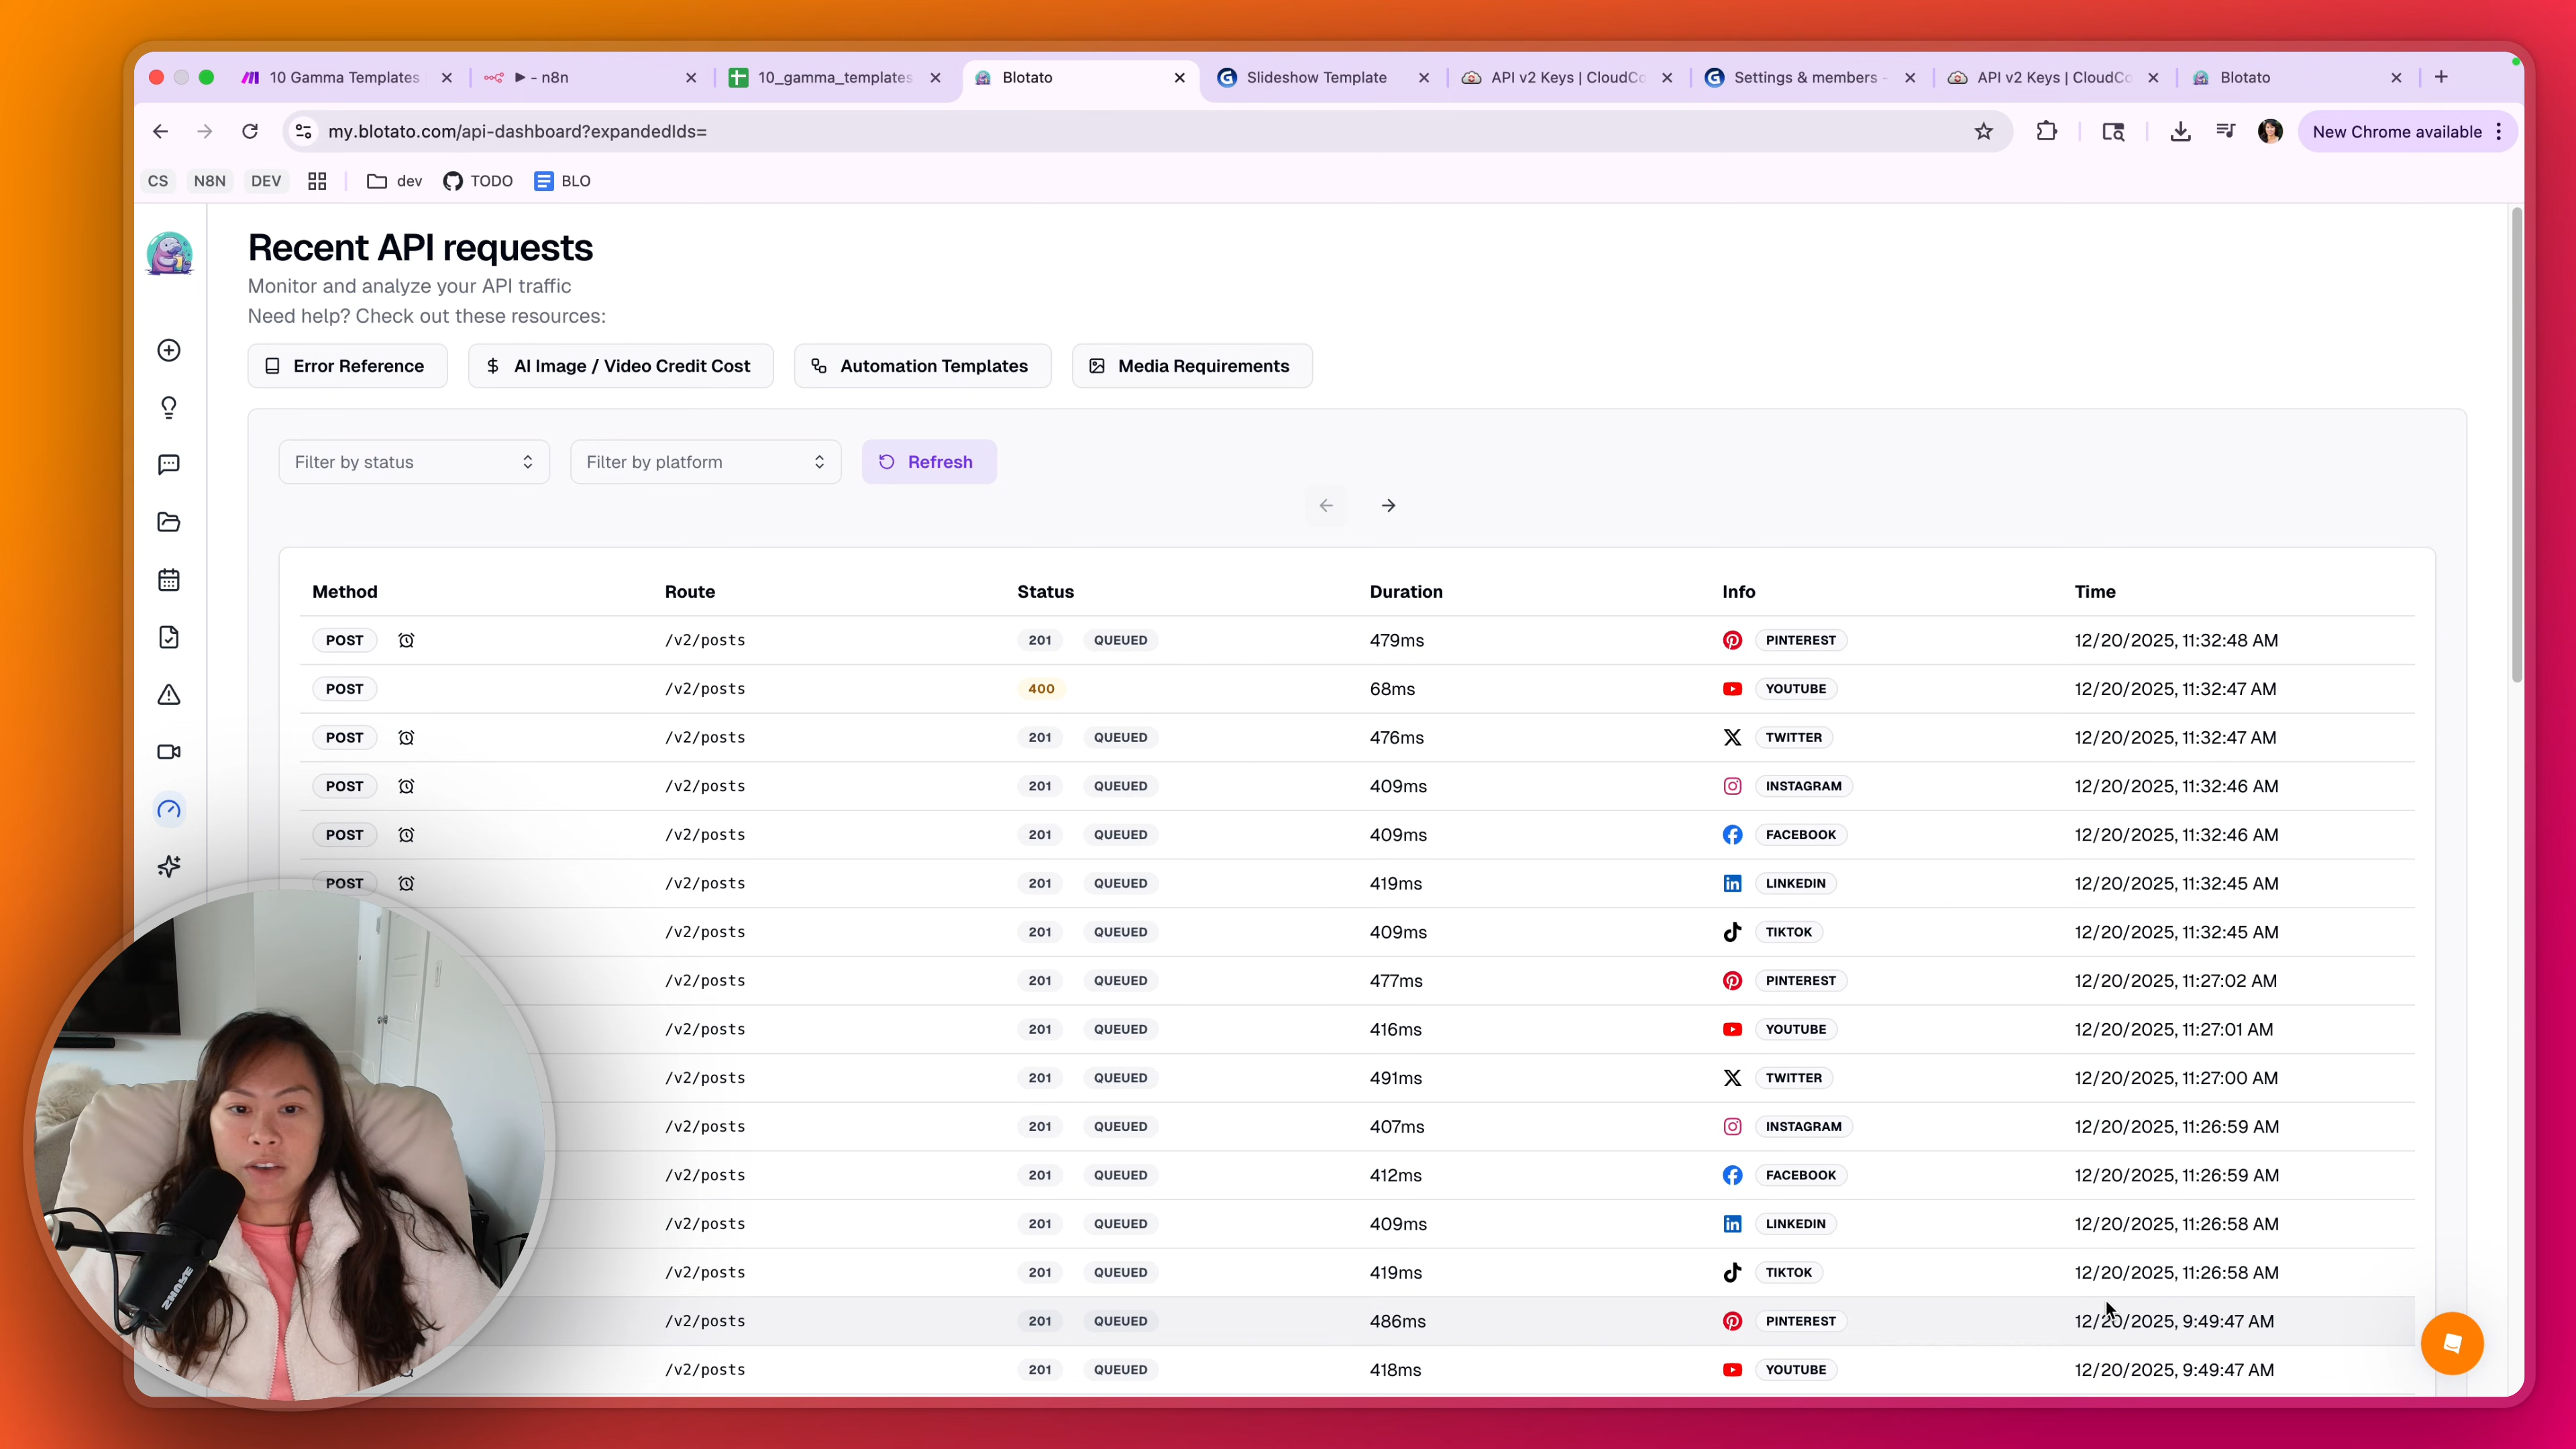 10 Gamma Templates
- n8n
10_gamma_templates
Blotato
Slideshow Template
API v2 Keys | CloudCo
Settings & members -
API v2 Keys | CloudCo
Blotato
my.blotato.com/api-dashboard?expandedIds=
New Chrome available
CS
N8N
DEV
dev
TODO
BLO
Recent API requests
Monitor and analyze your API traffic
Need help? Check out these resources:
Error Reference
AI Image / Video Credit Cost
Automation Templates
Media Requirements
Filter by status
Filter by platform
Refresh
Method Route Status Duration Info Time
POST /v2/posts 201 QUEUED 479ms PINTEREST 12/20/2025, 11:32:48 AM
POST /v2/posts 400 68ms YOUTUBE 12/20/2025, 11:32:47 AM
POST /v2/posts 201 QUEUED 476ms TWITTER 12/20/2025, 11:32:47 AM
POST /v2/posts 201 QUEUED 409ms INSTAGRAM 12/20/2025, 11:32:46 AM
POST /v2/posts 201 QUEUED 409ms FACEBOOK 12/20/2025, 11:32:46 AM
POST /v2/posts 201 QUEUED 419ms LINKEDIN 12/20/2025, 11:32:45 AM
/v2/posts 201 QUEUED 409ms TIKTOK 12/20/2025, 11:32:45 AM
/v2/posts 201 QUEUED 477ms PINTEREST 12/20/2025, 11:27:02 AM
/v2/posts 201 QUEUED 416ms YOUTUBE 12/20/2025, 11:27:01 AM
/v2/posts 201 QUEUED 491ms TWITTER 12/20/2025, 11:27:00 AM
/v2/posts 201 QUEUED 407ms INSTAGRAM 12/20/2025, 11:26:59 AM
/v2/posts 201 QUEUED 412ms FACEBOOK 12/20/2025, 11:26:59 AM
/v2/posts 201 QUEUED 409ms LINKEDIN 12/20/2025, 11:26:58 AM
/v2/posts 201 QUEUED 419ms TIKTOK 12/20/2025, 11:26:58 AM
/v2/posts 201 QUEUED 486ms PINTEREST 12/20/2025, 9:49:47 AM
/v2/posts 201 QUEUED 418ms YOUTUBE 12/20/2025, 9:49:47 AM
SHURE